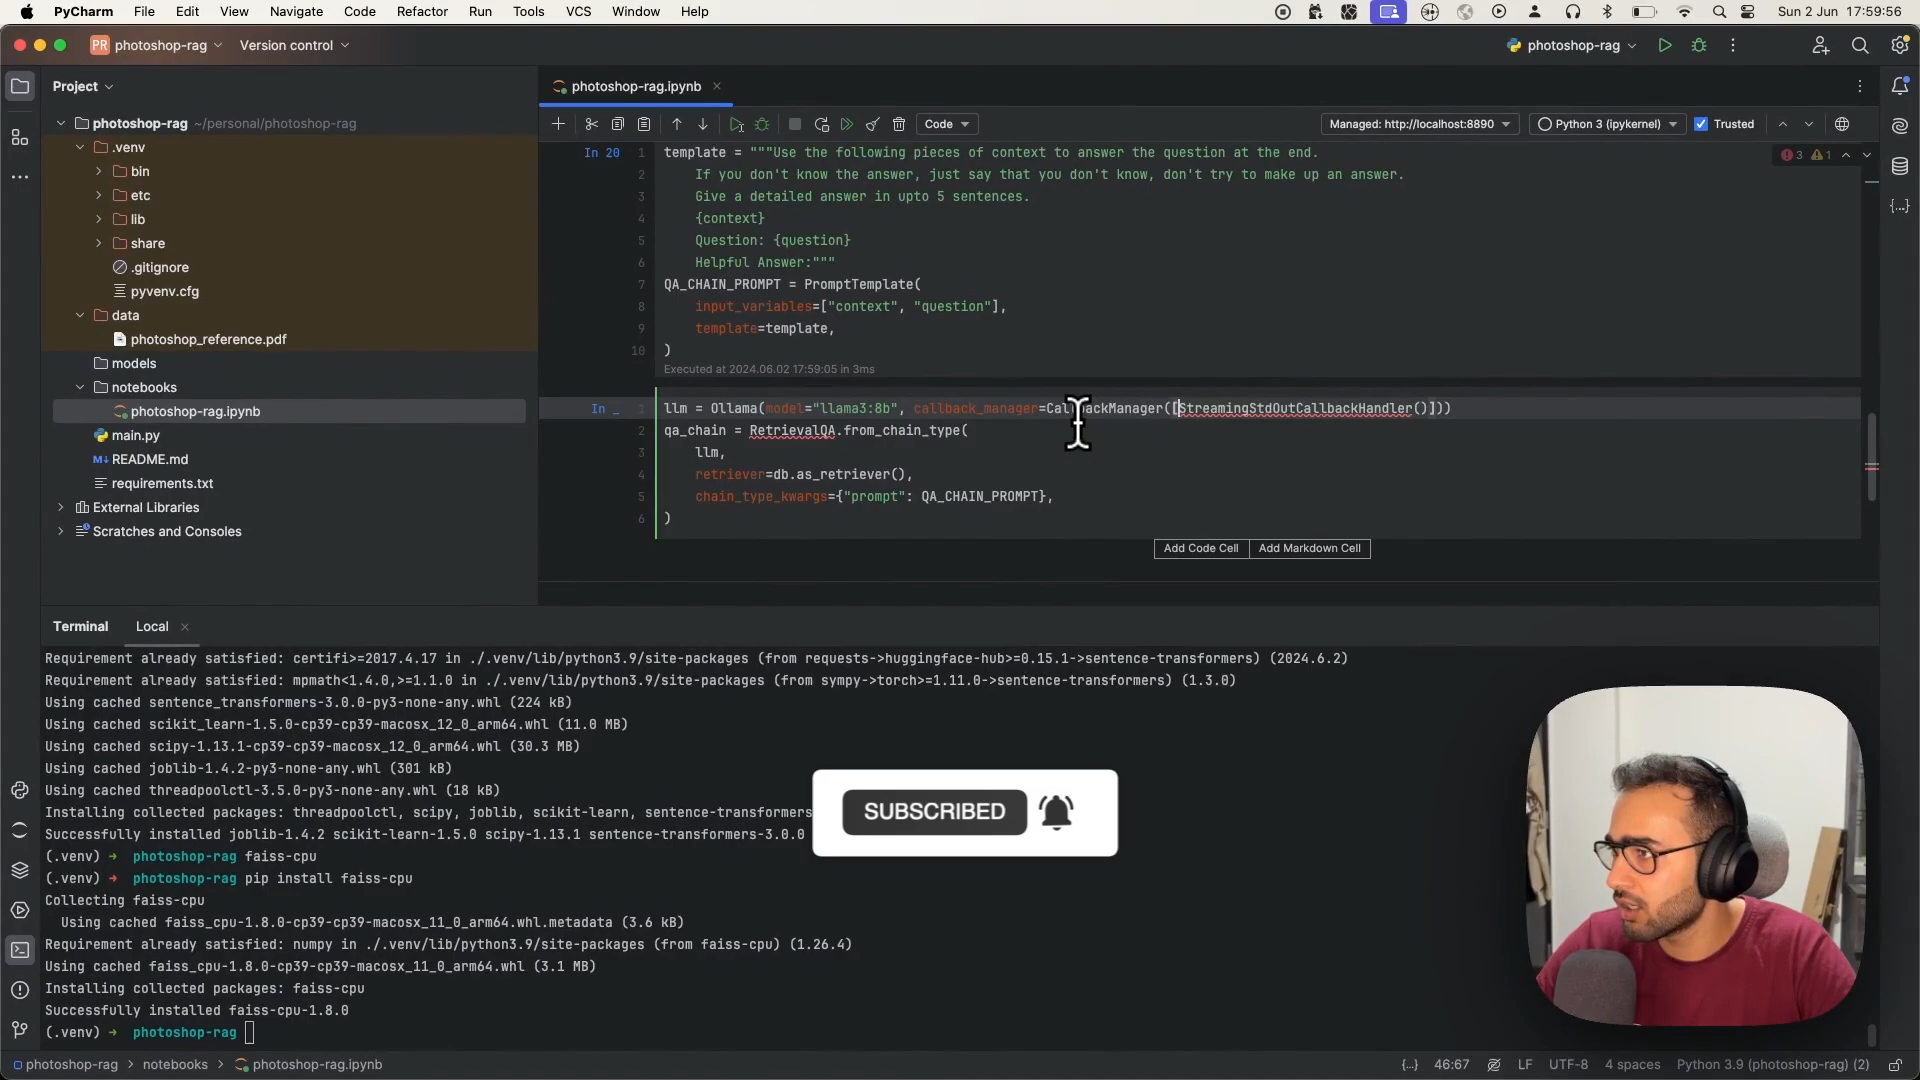 PyCharm File Edit View Navigate Code Refactor Run Tools VCS Window Help Sun 2 Jun 17:59:56
PR photoshop-rag Version control photoshop-rag
Project
photoshop-rag.ipynb
photoshop-rag ~/personal/photoshop-rag
.venv
bin
etc
lib
share
.gitignore
pyvenv.cfg
data
photoshop_reference.pdf
models
notebooks
photoshop-rag.ipynb
main.py
M↓ README.md
requirements.txt
External Libraries
Scratches and Consoles
Code Managed: http://localhost:8890 Python 3 (ipykernel) Trusted
3 1
In 20 1 template = """Use the following pieces of context to answer the question at the end.
2 If you don't know the answer, just say that you don't know, don't try to make up an answer.
3 Give a detailed answer in upto 5 sentences.
4 {context}
5 Question: {question}
6 Helpful Answer:"""
7 QA_CHAIN_PROMPT = PromptTemplate(
8 input_variables=["context", "question"],
9 template=template,
10 )
Executed at 2024.06.02 17:59:05 in 3ms
In _ 1 llm = Ollama(model="llama3:8b", callback_manager=CallbackManager([StreamingStdOutCallbackHandler()]))
2 qa_chain = RetrievalQA.from_chain_type(
3 llm,
4 retriever=db.as_retriever(),
5 chain_type_kwargs={"prompt": QA_CHAIN_PROMPT},
6 )
Add Code Cell Add Markdown Cell
Terminal Local
Requirement already satisfied: certifi>=2017.4.17 in ./.venv/lib/python3.9/site-packages (from requests->huggingface-hub>=0.15.1->sentence-transformers) (2024.6.2)
Requirement already satisfied: mpmath<1.4.0,>=1.1.0 in ./.venv/lib/python3.9/site-packages (from sympy->torch>=1.11.0->sentence-transformers) (1.3.0)
Using cached sentence_transformers-3.0.0-py3-none-any.whl (224 kB)
Using cached scikit_learn-1.5.0-cp39-cp39-macosx_12_0_arm64.whl (11.0 MB)
Using cached scipy-1.13.1-cp39-cp39-macosx_12_0_arm64.whl (30.3 MB)
Using cached joblib-1.4.2-py3-none-any.whl (301 kB)
Using cached threadpoolctl-3.5.0-py3-none-any.whl (18 kB)
Installing collected packages: threadpoolctl, scipy, joblib, scikit-learn, sentence-transformers
Successfully installed joblib-1.4.2 scikit-learn-1.5.0 scipy-1.13.1 sentence-transformers-3.0.0
SUBSCRIBED
(.venv) → photoshop-rag faiss-cpu
(.venv) → photoshop-rag pip install faiss-cpu
Collecting faiss-cpu
Using cached faiss_cpu-1.8.0-cp39-cp39-macosx_11_0_arm64.whl.metadata (3.6 kB)
Requirement already satisfied: numpy in ./.venv/lib/python3.9/site-packages (from faiss-cpu) (1.26.4)
Using cached faiss_cpu-1.8.0-cp39-cp39-macosx_11_0_arm64.whl (3.1 MB)
Installing collected packages: faiss-cpu
Successfully installed faiss-cpu-1.8.0
(.venv) → photoshop-rag
photoshop-rag > notebooks > photoshop-rag.ipynb {..} 46:67 LF UTF-8 4 spaces Python 3.9 (photoshop-rag) (2)